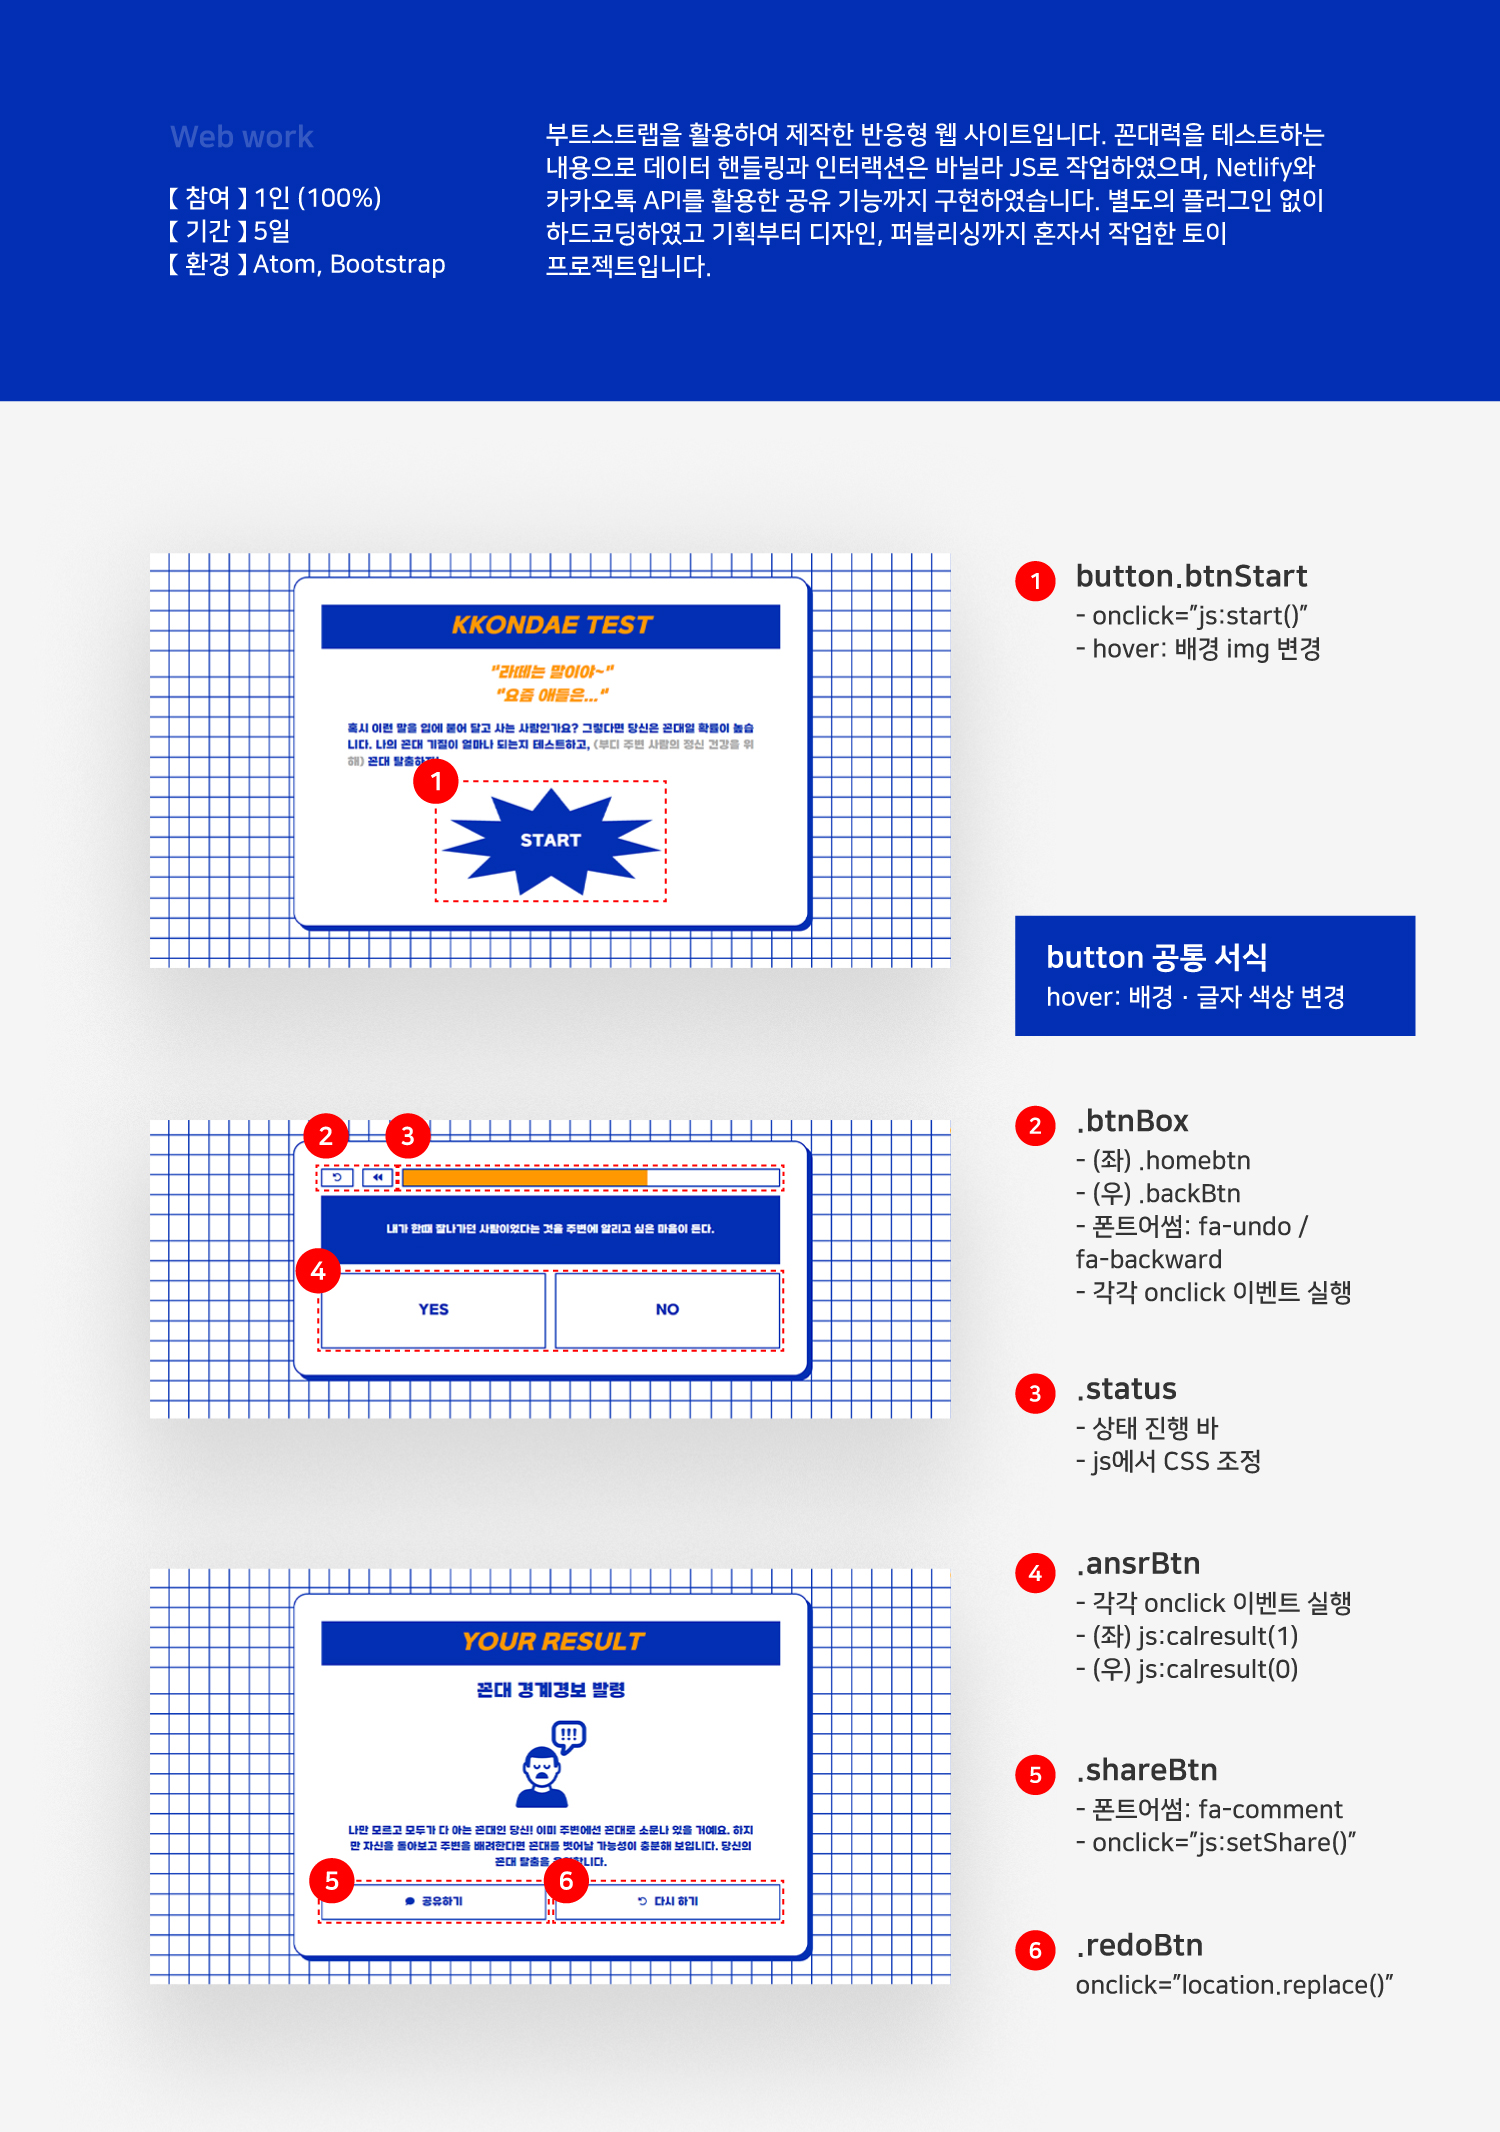 Web work
【 참여 】 1인 (100%)
【 기간 】 5일
【 환경 】 Atom, Bootstrap
부트스트랩을 활용하여 제작한 반응형 웹 사이트입니다. 꼰대력을 테스트하는
내용으로 데이터 핸들링과 인터랙션은 바닐라 JS로 작업하였으며, Netlify와
카카오톡 API를 활용한 공유 기능까지 구현하였습니다. 별도의 플러그인 없이
하드코딩하였고 기획부터 디자인, 퍼블리싱까지 혼자서 작업한 토이
프로젝트입니다.
KKONDAE TEST
"라떼는 말이야~"
"요즘 애들은..."
혹시 이런 말을 입에 붙어 달고 사는 사람인가요? 그렇다면 당신은 꼰대일 확률이 높습
니다. 나의 꼰대 기질이 얼마나 되는지 테스트하고, (부디 주변 사람의 정신 건강을 위
해) 꼰대 탈출하
1
START
1
button.btnStart
- onclick="js:start()"
- hover: 배경 img 변경
button 공통 서식
hover: 배경 · 글자 색상 변경
2
3
내가 한때 잘나가던 사람이었다는 것을 주변에 알리고 싶은 마음이 든다.
4
YES
NO
2
.btnBox
- (좌) .homebtn
- (우) .backBtn
- 폰트어썸: fa-undo /
fa-backward
- 각각 onclick 이벤트 실행
3
.status
- 상태 진행 바
- js에서 CSS 조정
YOUR RESULT
꼰대 경계경보 발령
!!!
나만 모르고 모두가 다 아는 꼰대인 당신! 이미 주변에선 꼰대로 소문나 있을 거예요. 하지
만 자신을 돌아보고 주변을 배려한다면 꼰대를 벗어날 가능성이 충분해 보입니다. 당신의
꼰대 탈출을 니다.
5
공유하기
6
다시 하기
4
.ansrBtn
- 각각 onclick 이벤트 실행
- (좌) js:calresult(1)
- (우) js:calresult(0)
5
.shareBtn
- 폰트어썸: fa-comment
- onclick="js:setShare()"
6
.redoBtn
onclick="location.replace()"